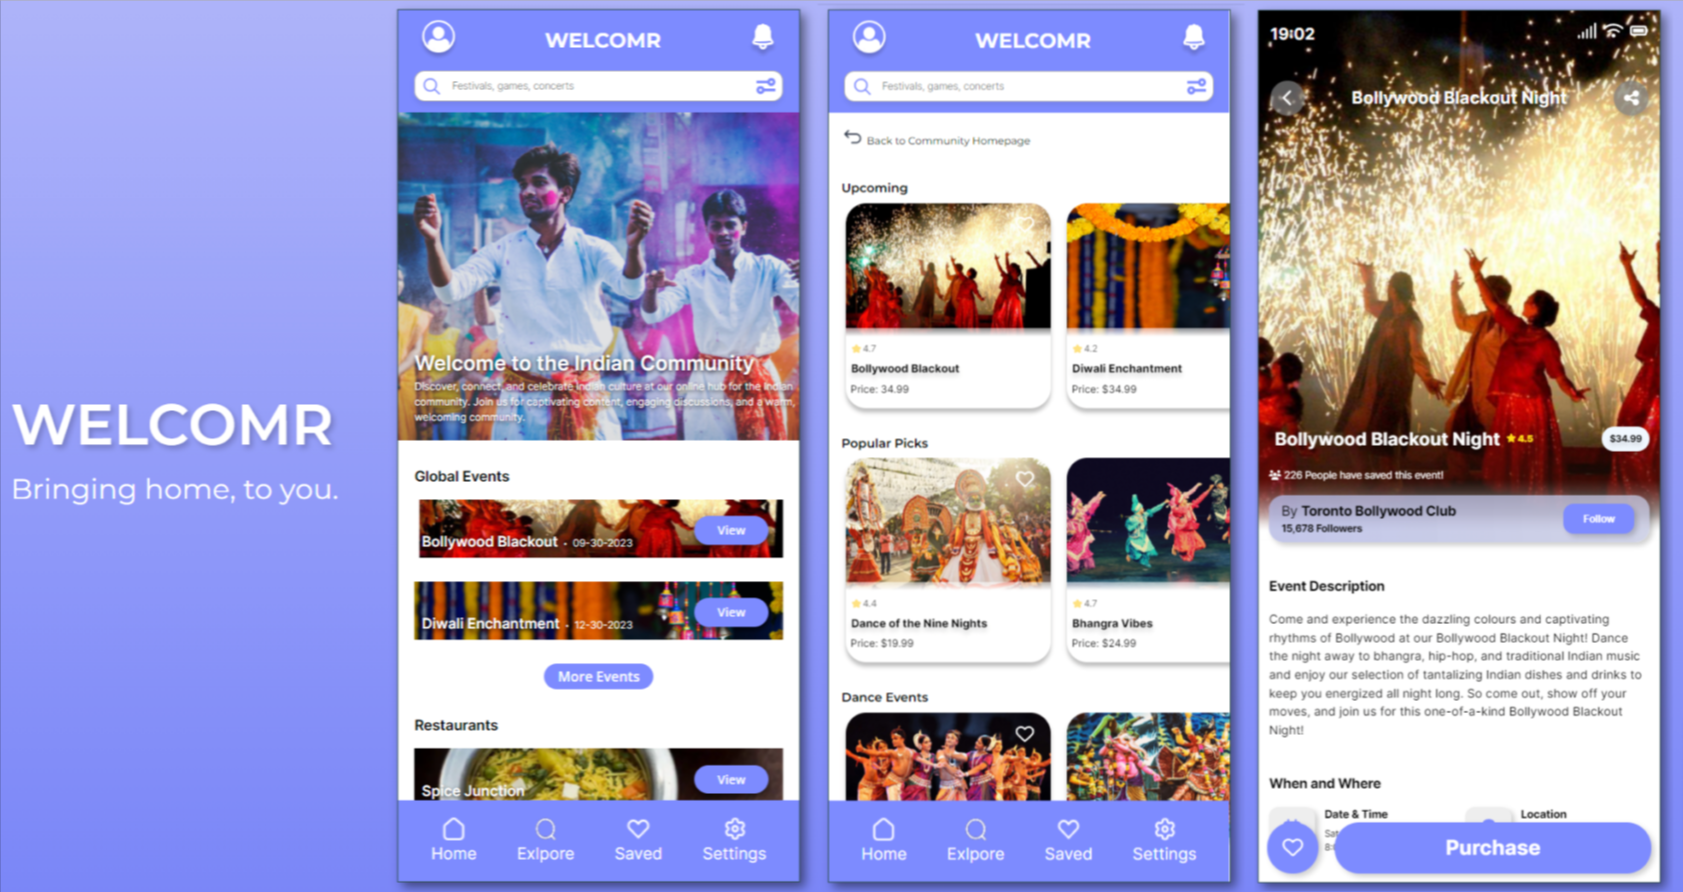 WELCOMR
Bringing home, to you.
WELCOMR
Festivals, games, concerts
Welcome to the Indian Community
Discover, connect, and celebrate Indian culture at our online hub for the Indian
community. Join us for captivating content, engaging discussions, and a warm,
welcoming community.
Global Events
Bollywood Blackout - 09-30-2023
View
Diwali Enchantment - 12-30-2023
View
More Events
Restaurants
Spice Junction
View
Home
Exlpore
Saved
Settings
WELCOMR
Festivals, games, concerts
Back to Community Homepage
Upcoming
4.7
Bollywood Blackout
Price: 34.99
4.2
Diwali Enchantment
Price: $34.99
Popular Picks
4.4
Dance of the Nine Nights
Price: $19.99
4.7
Bhangra Vibes
Price: $24.99
Dance Events
Home
Exlpore
Saved
Settings
19:02
Bollywood Blackout Night
Bollywood Blackout Night 4.5
$34.99
226 People have saved this event!
By Toronto Bollywood Club
15,678 Followers
Follow
Event Description
Come and experience the dazzling colours and captivating
rhythms of Bollywood at our Bollywood Blackout Night! Dance
the night away to bhangra, hip-hop, and traditional Indian music
and enjoy our selection of tantalizing Indian dishes and drinks to
keep you energized all night long. So come out, show off your
moves, and join us for this one-of-a-kind Bollywood Blackout
Night!
When and Where
Date & Time
Location
Purchase